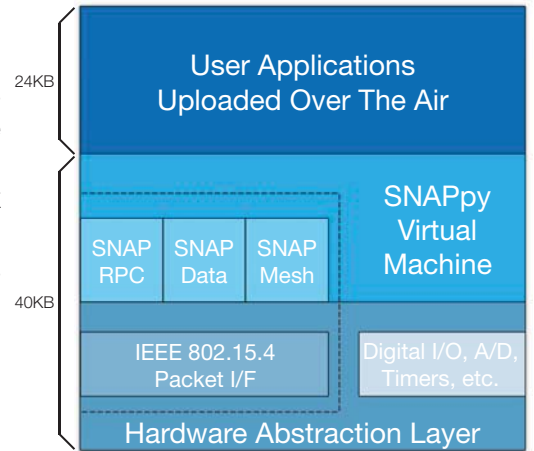 24KB
User Applications
Uploaded Over The Air
SNAPpy
Virtual
Machine
SNAP
RPC
SNAP
Data
SNAP
Mesh
40KB
IEEE 802.15.4
Packet I/F
Digital I/O, A/D,
Timers, etc.
Hardware Abstraction Layer